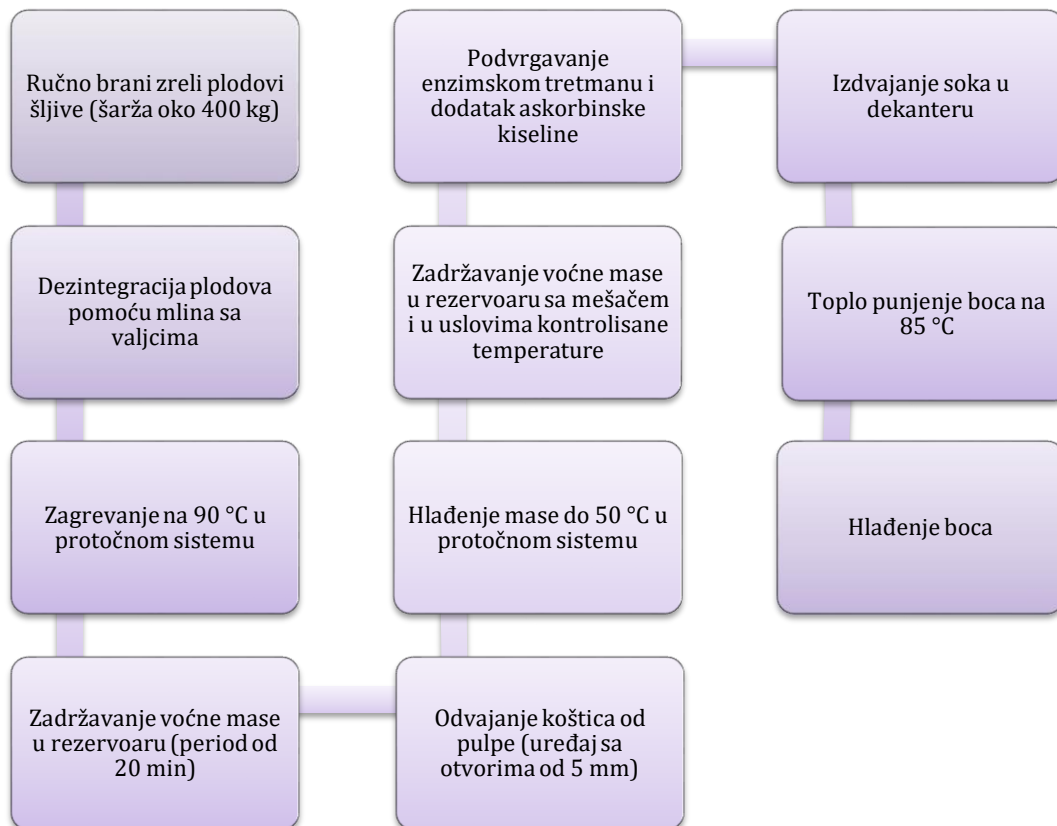 Ručno brani zreli plodovi
šljive (šarža oko 400 kg)
Dezintegracija plodova
pomoću mlina sa
valjcima
Zagrevanje na 90 °C u
protočnom sistemu
Zadržavanje voćne mase
u rezervoaru (period od
20 min)
Odvajanje koštica od
pulpe (uređaj sa
otvorima od 5 mm)
Hlađenje mase do 50 °C u
protočnom sistemu
Zadržavanje voćne mase
u rezervoaru sa mešačem
i u uslovima kontrolisane
temperature
Podvrgavanje
enzimskom tretmanu i
dodatak askorbinske
kiseline
Izdvajanje soka u
dekanteru
Toplo punjenje boca na
85 °C
Hlađenje boca